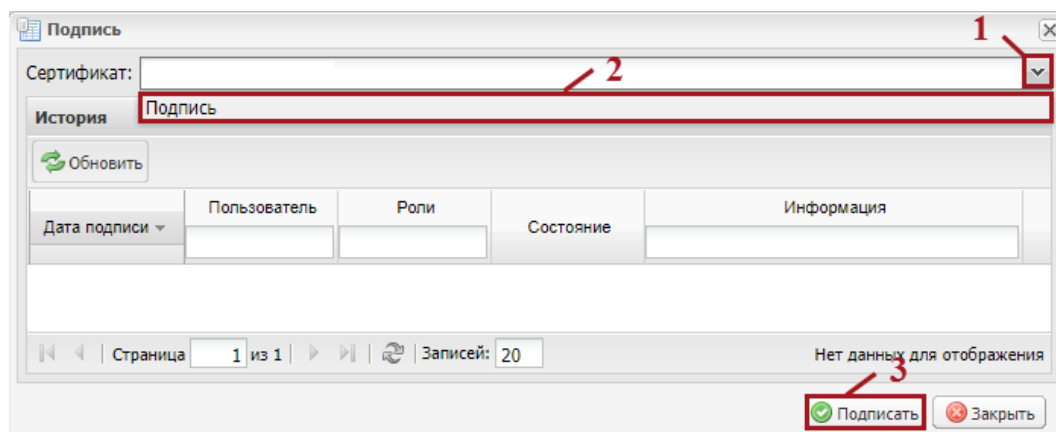 Подпись
1
Сертификат:
2
Подпись
История
Обновить
Дата подписи
Пользователь
Роли
Состояние
Информация
Страница 1 из 1 Записей: 20 Нет данных для отображения
3
Подписать Закрыть